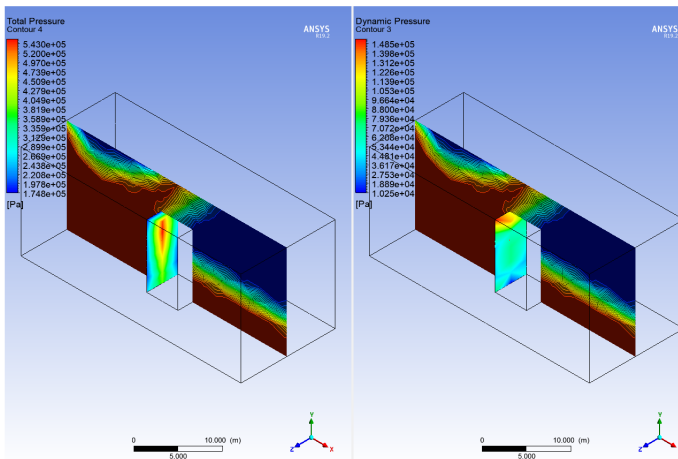 Total Pressure
Contour 4
ANSYS
R19.2
5.430e+05
5.200e+05
4.970e+05
4.739e+05
4.509e+05
4.279e+05
4.049e+05
3.819e+05
3.589e+05
3.359e+05
3.129e+05
2.899e+05
2.669e+05
2.438e+05
2.208e+05
1.978e+05
1.748e+05
[Pa]
0
10.000 (m)
5.000
Y
Z
X
Dynamic Pressure
Contour 3
ANSYS
R19.2
1.485e+05
1.398e+05
1.312e+05
1.226e+05
1.139e+05
1.053e+05
9.664e+04
8.800e+04
7.936e+04
7.072e+04
6.208e+04
5.344e+04
4.481e+04
3.617e+04
2.753e+04
1.889e+04
1.025e+04
[Pa]
0
10.000 (m)
5.000
Y
Z
X